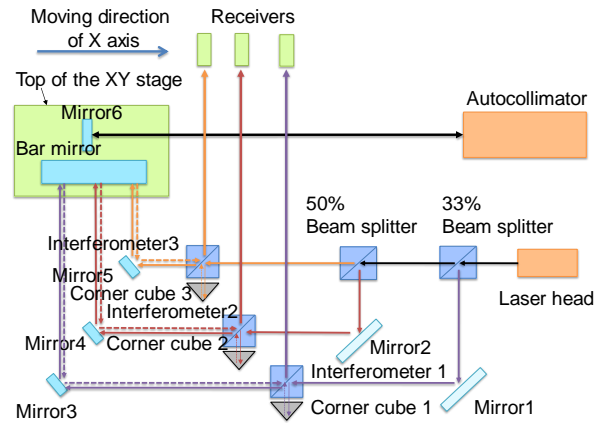 Moving direction
of X axis
Receivers
Top of the XY stage
Mirror6
Autocollimator
Bar mirror
50%
Beam splitter
33%
Beam splitter
Interferometer3
Mirror5
Laser head
Corner cube 3
Interferometer2
Mirror4
Corner cube 2
Mirror2
Interferometer 1
Mirror3
Corner cube 1
Mirror1